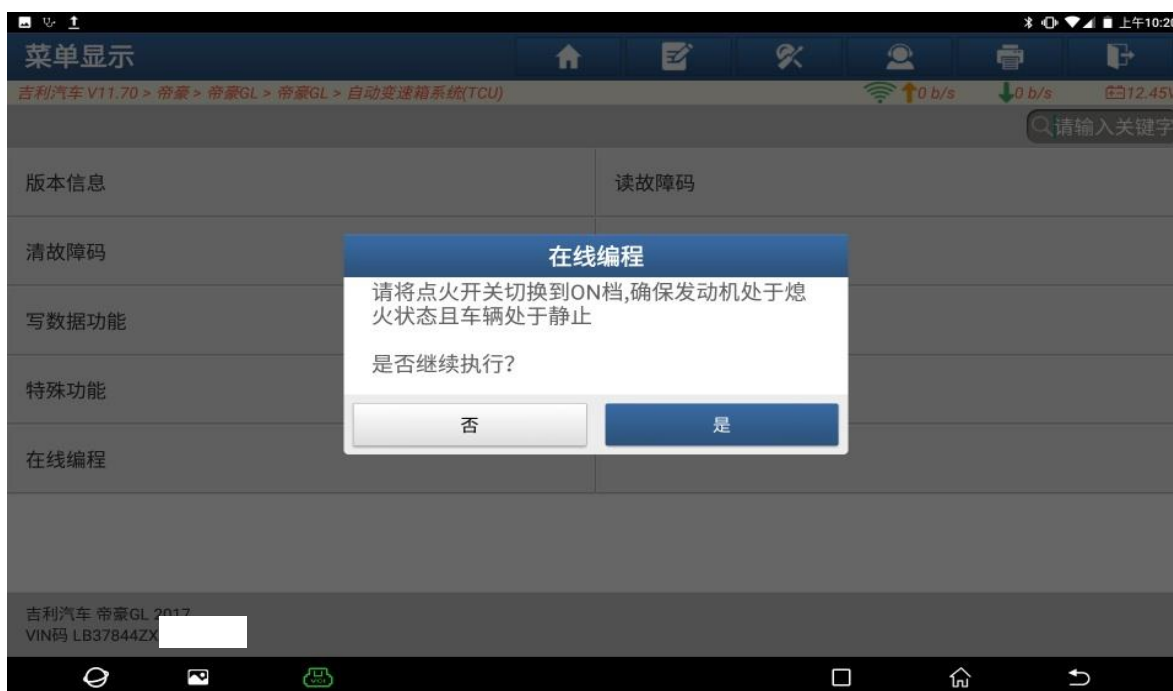 上午10:20
菜单显示
吉利汽车 V11.70 > 帝豪 > 帝豪GL > 帝豪GL > 自动变速箱系统(TCU)
0 b/s
0 b/s
12.45V
请输入关键字
版本信息
读故障码
清故障码
写数据功能
特殊功能
在线编程
在线编程
请将点火开关切换到ON档,确保发动机处于熄
火状态且车辆处于静止
是否继续执行?
否
是
吉利汽车 帝豪GL 2017
VIN码 LB37844ZX
VCI